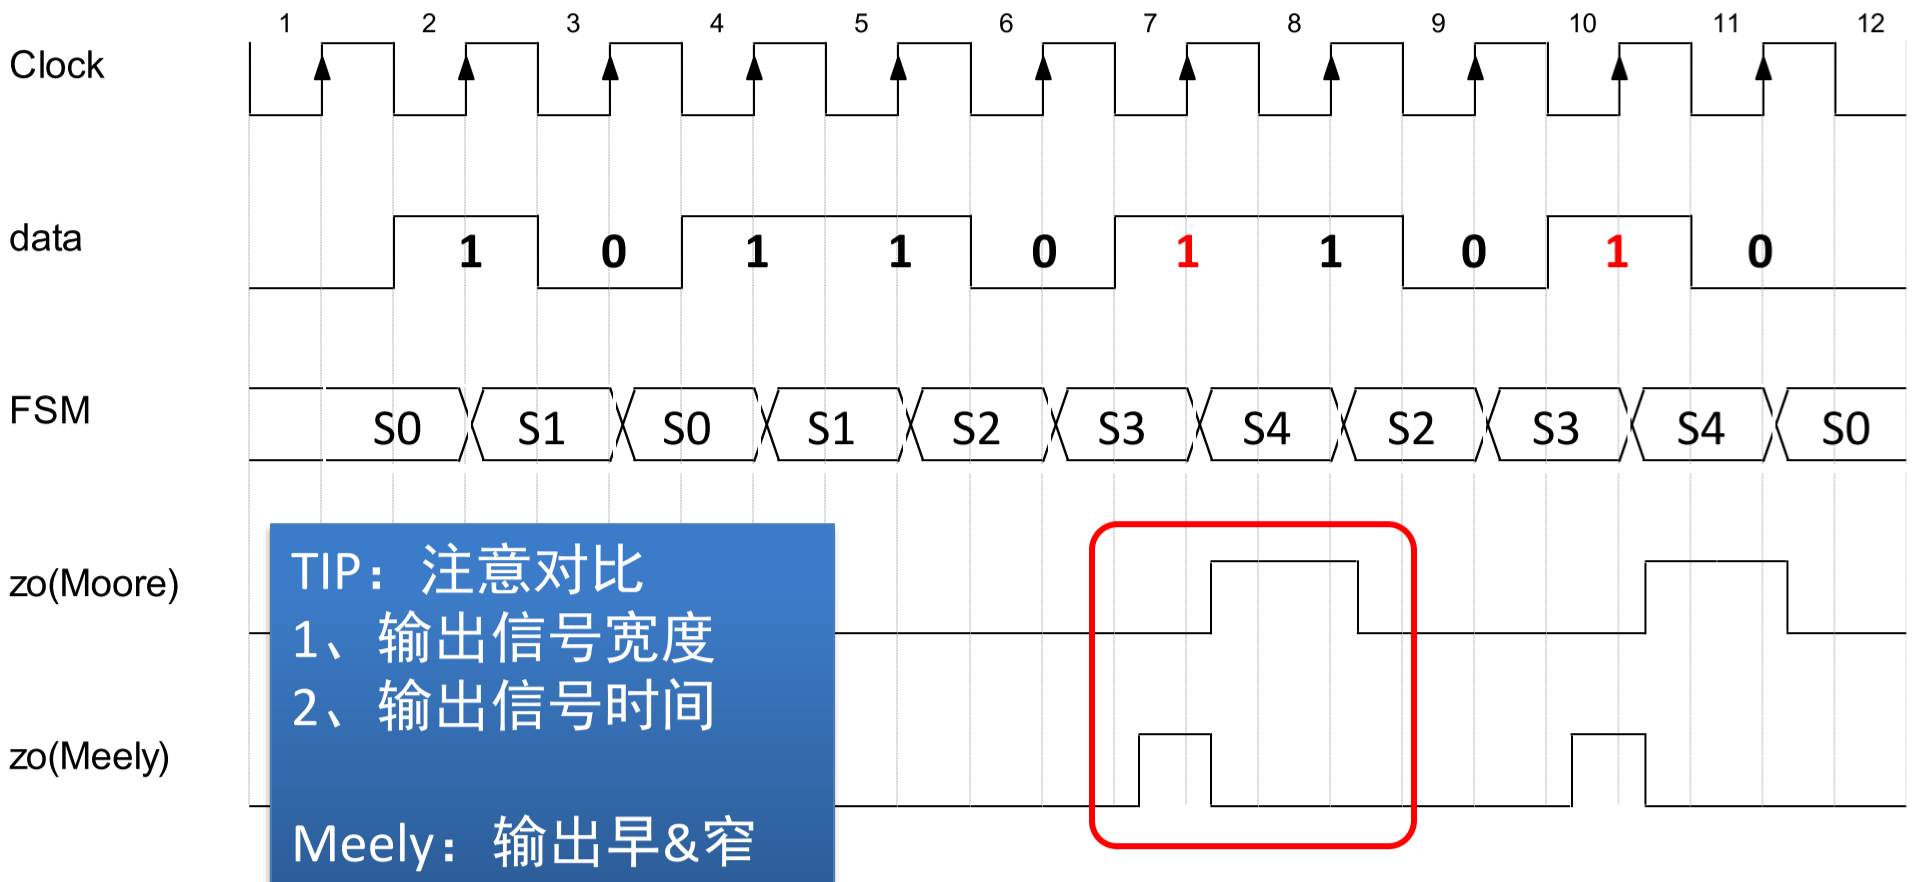 1 2 3 4 5 6 7 8 9 10 11 12
Clock
data 1 0 1 1 0 1 1 0 1 0
FSM S0 S1 S0 S1 S2 S3 S4 S2 S3 S4 S0
zo(Moore)
zo(Meely)
TIP：注意对比
1、输出信号宽度
2、输出信号时间
Meely：输出早&窄